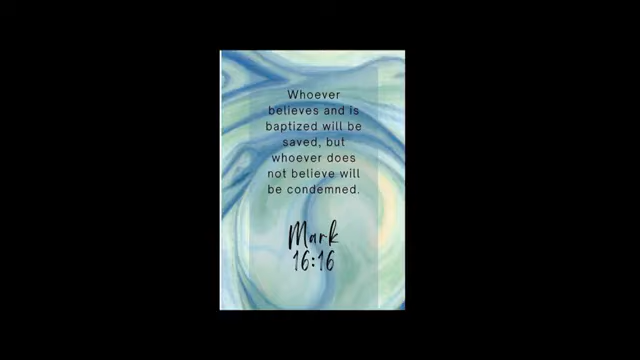 Whoever
believes and is
baptized will be
saved, but
whoever does
not believe will
be condemned.
Mark
16:16